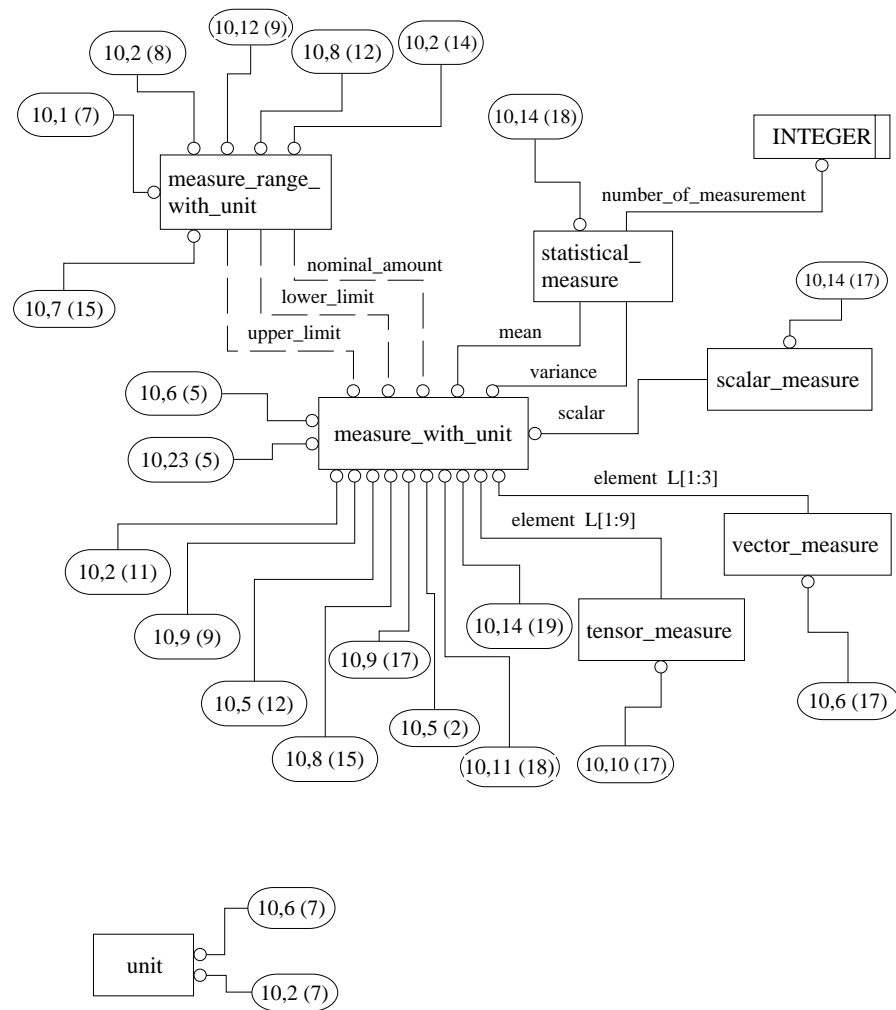 10,12 (9)
10,2 (8)
10,8 (12)
10,2 (14)
10,1 (7)
10,14 (18)
INTEGER
measure_range_
with_unit
number_of_measurement
statistical_
measure
nominal_amount
10,14 (17)
lower_limit
10,7 (15)
upper_limit
mean
variance
scalar_measure
10,6 (5)
scalar
measure_with_unit
10,23 (5)
element L[1:3]
element L[1:9]
vector_measure
10,2 (11)
10,14 (19)
tensor_measure
10,9 (9)
10,9 (17)
10,5 (12)
10,6 (17)
10,5 (2)
10,8 (15)
10,11 (18)
10,10 (17)
10,6 (7)
unit
10,2 (7)